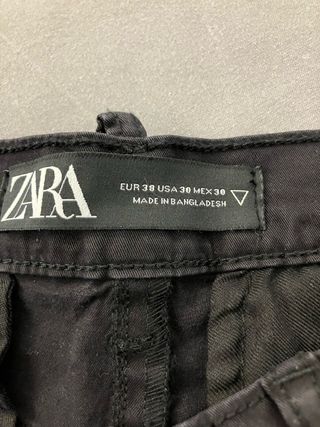 ZARA
EUR 38 USA 30 MEX 30
MADE IN BANGLADESH